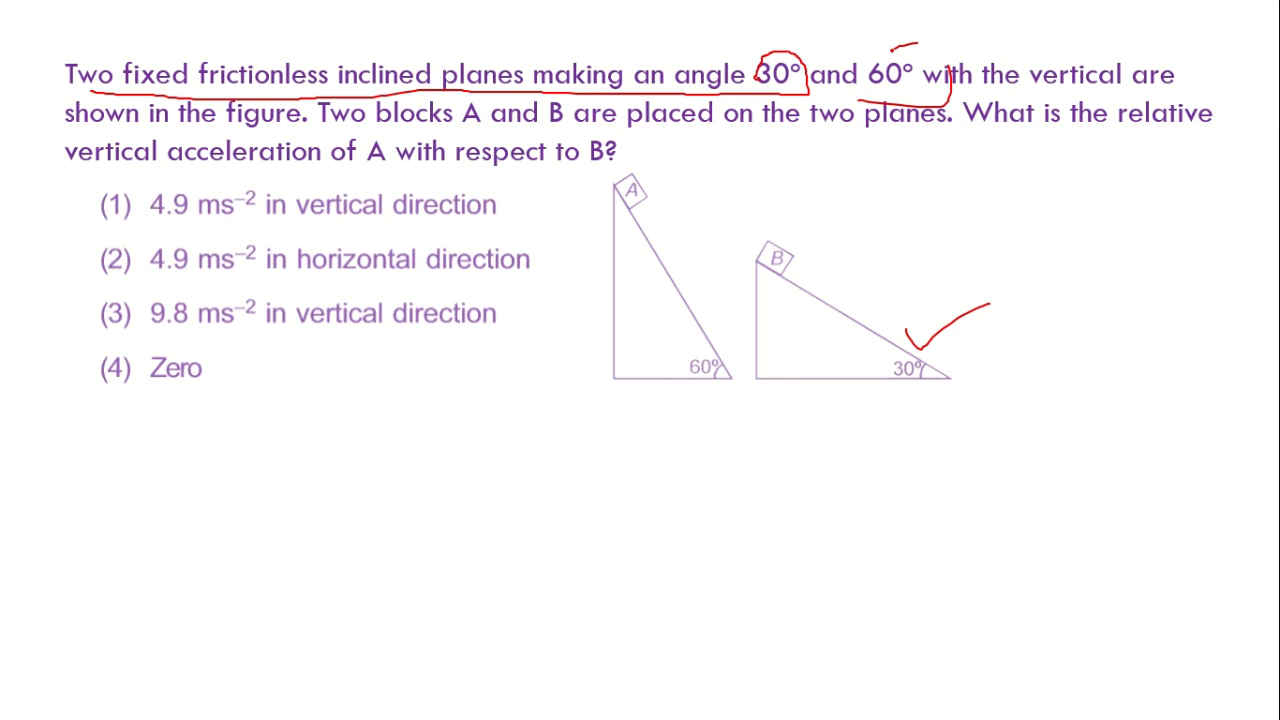 Two fixed frictionless inclined planes making an angle 30° and 60° with the vertical are
shown in the figure. Two blocks A and B are placed on the two planes. What is the relative
vertical acceleration of A with respect to B?
(1) 4.9 ms⁻² in vertical direction
(2) 4.9 ms⁻² in horizontal direction
(3) 9.8 ms⁻² in vertical direction
(4) Zero
A
B
60°
30°